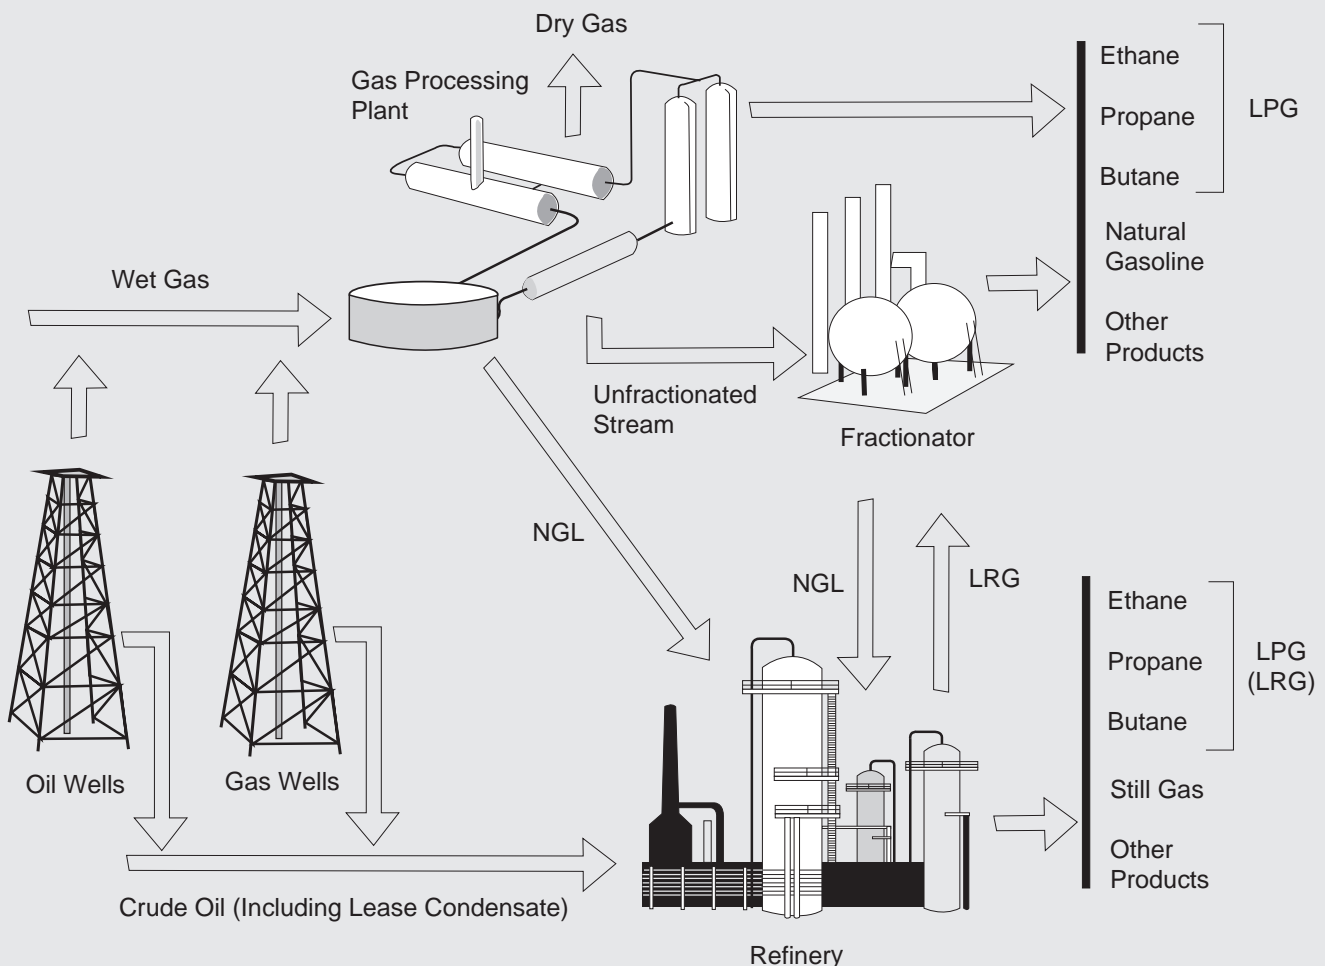 Dry Gas
Gas Processing
Plant
Ethane
Propane
Butane
LPG
Natural
Gasoline
Other
Products
Wet Gas
Unfractionated
Stream
Fractionator
NGL
NGL
LRG
Ethane
Propane
Butane
LPG
(LRG)
Still Gas
Other
Products
Oil Wells
Gas Wells
Crude Oil (Including Lease Condensate)
Refinery